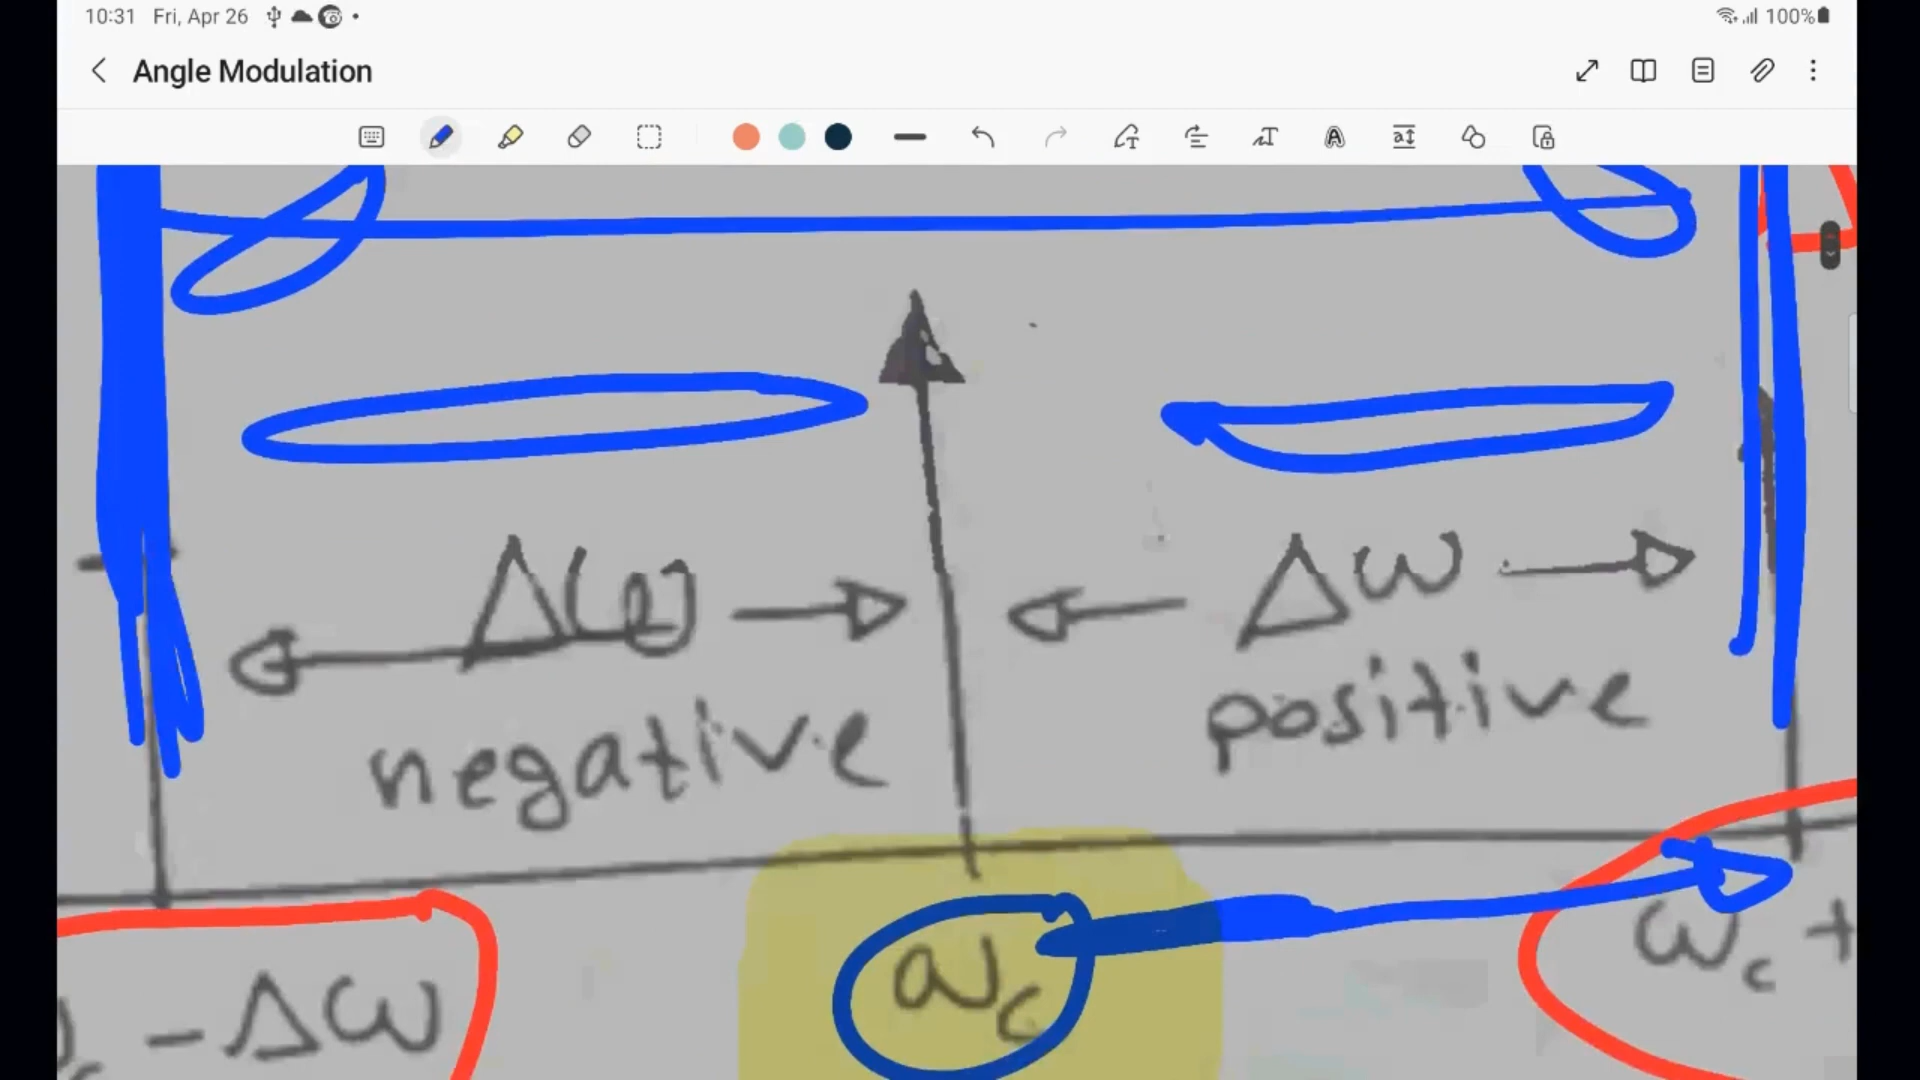 10:31 Fri, Apr 26 100%
Angle Modulation
Δω Δω
negative positive
ωc ωc +
- Δω